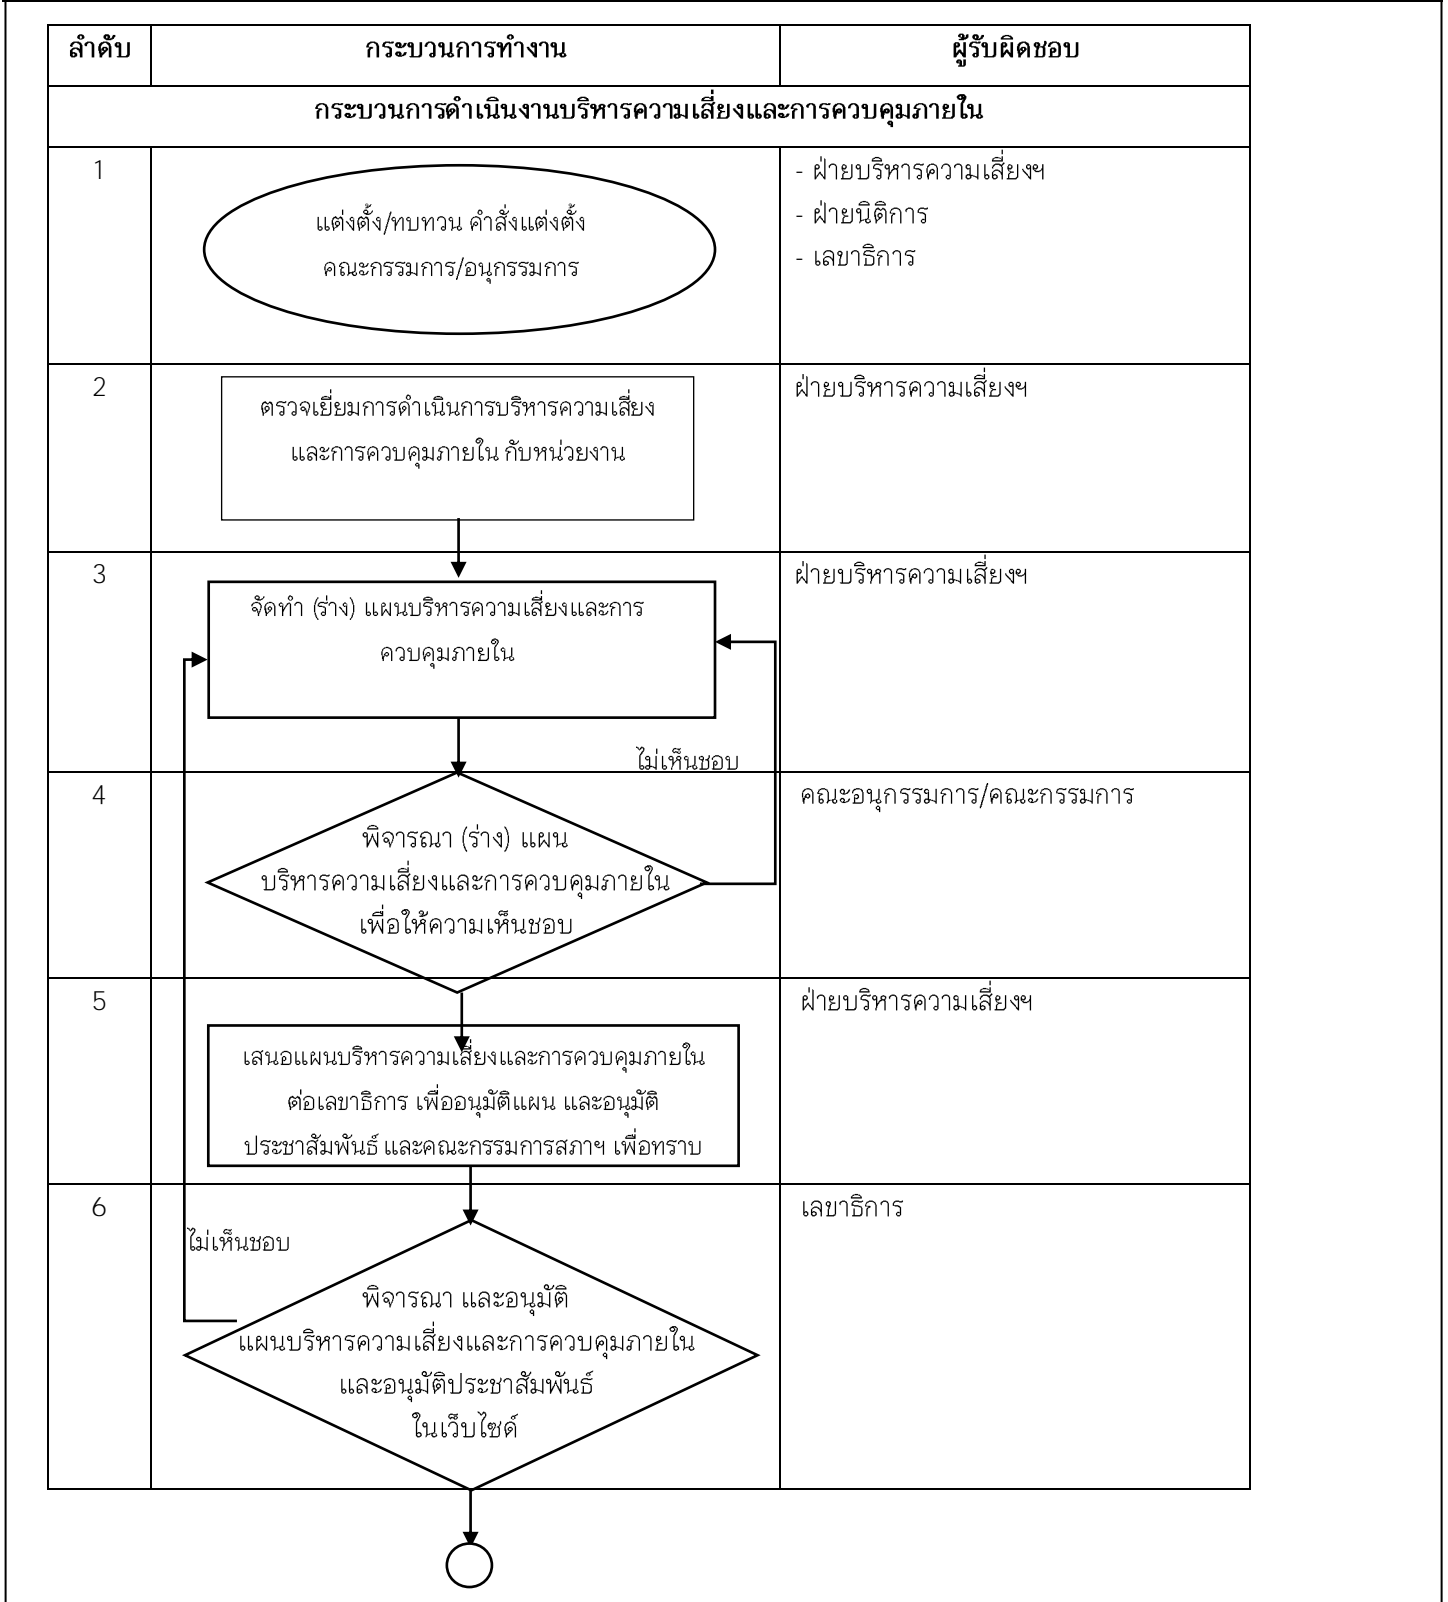 ลำดับ
กระบวนการทำงาน
ผู้รับผิดชอบ
กระบวนการดำเนินงานบริหารความเสี่ยงและการควบคุมภายใน
1
แต่งตั้ง/ทบทวน คำสั่งแต่งตั้ง
คณะกรรมการ/อนุกรรมการ
- ฝ่ายบริหารความเสี่ยงฯ
- ฝ่ายนิติการ
- เลขาธิการ
2
ตรวจเยี่ยมการดำเนินการบริหารความเสี่ยง
และการควบคุมภายใน กับหน่วยงาน
ฝ่ายบริหารความเสี่ยงฯ
3
จัดทำ (ร่าง) แผนบริหารความเสี่ยงและการ
ควบคุมภายใน
ฝ่ายบริหารความเสี่ยงฯ
ไม่เห็นชอบ
4
พิจารณา (ร่าง) แผน
บริหารความเสี่ยงและการควบคุมภายใน
เพื่อให้ความเห็นชอบ
คณะอนุกรรมการ/คณะกรรมการ
5
เสนอแผนบริหารความเสี่ยงและการควบคุมภายใน
ต่อเลขาธิการ เพื่ออนุมัติแผน และอนุมัติ
ประชาสัมพันธ์ และคณะกรรมการสภาฯ เพื่อทราบ
ฝ่ายบริหารความเสี่ยงฯ
6
ไม่เห็นชอบ
พิจารณา และอนุมัติ
แผนบริหารความเสี่ยงและการควบคุมภายใน
และอนุมัติประชาสัมพันธ์
ในเว็บไซด์
เลขาธิการ